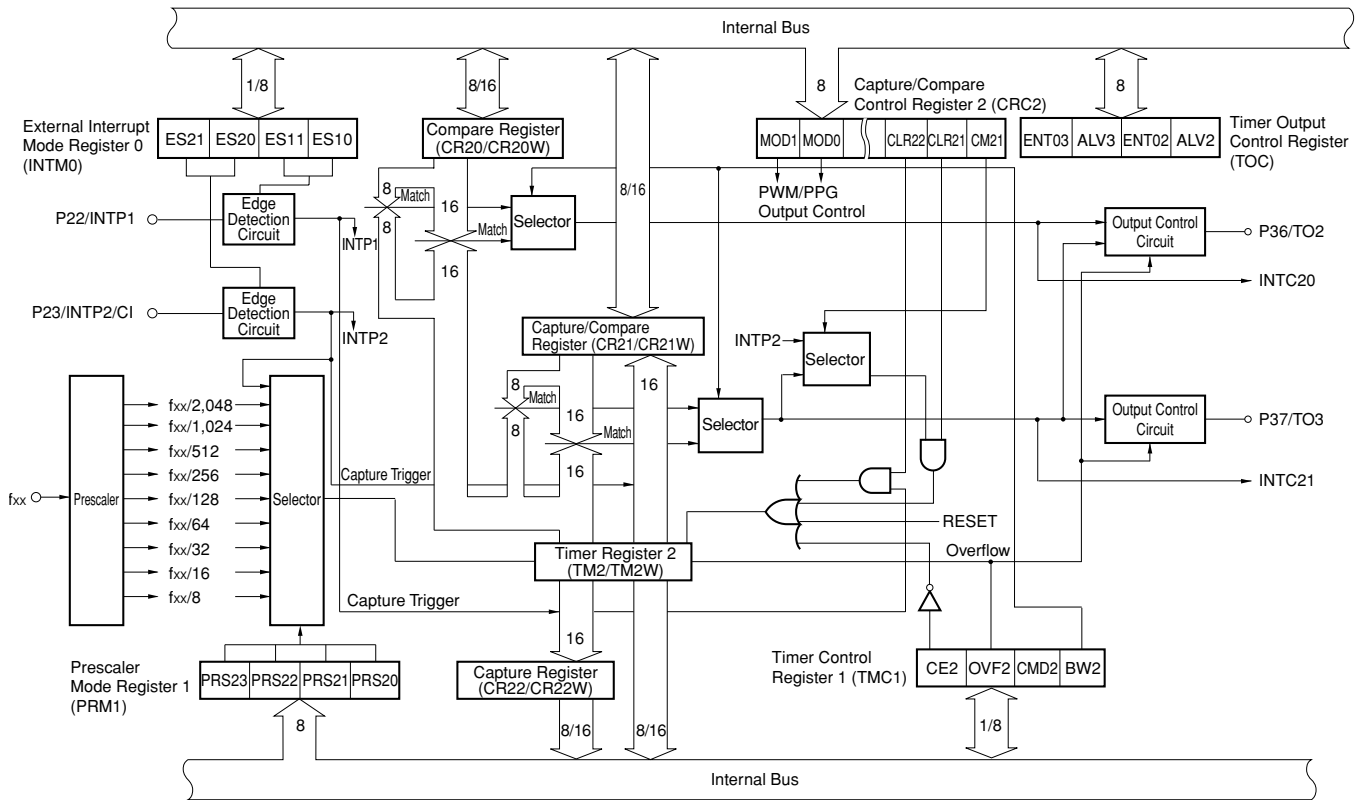 Internal Bus
1/8
8/16
8
8
External Interrupt
Mode Register 0
(INTM0)
ES21 ES20 ES11 ES10
Compare Register
(CR20/CR20W)
8/16
Capture/Compare
Control Register 2 (CRC2)
MOD1 MOD0 CLR22 CLR21 CM21
PWM/PPG
Output Control
ENT03 ALV3 ENT02 ALV2
Timer Output
Control Register
(TOC)
P22/INTP1
Edge
Detection
Circuit
INTP1
8
Match
8
16
Match
16
Selector
Output Control
Circuit
P36/TO2
INTC20
P23/INTP2/CI
Edge
Detection
Circuit
INTP2
Capture/Compare
Register (CR21/CR21W)
INTP2
Selector
8
Match
8
16
Match
16
16
Selector
Output Control
Circuit
P37/TO3
INTC21
fxx
Prescaler
fxx/2,048
fxx/1,024
fxx/512
fxx/256
fxx/128
fxx/64
fxx/32
fxx/16
fxx/8
Selector
Capture Trigger
RESET
Timer Register 2
(TM2/TM2W)
Overflow
Capture Trigger
16
Prescaler
Mode Register 1
(PRM1)
PRS23 PRS22 PRS21 PRS20
Capture Register
(CR22/CR22W)
Timer Control
Register 1 (TMC1)
CE2 OVF2 CMD2 BW2
8
8/16
8/16
1/8
Internal Bus